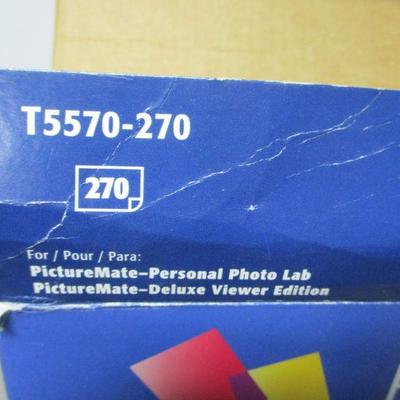 T5570-270
270
For / Pour / Para:
PictureMate–Personal Photo Lab
PictureMate–Deluxe Viewer Edition